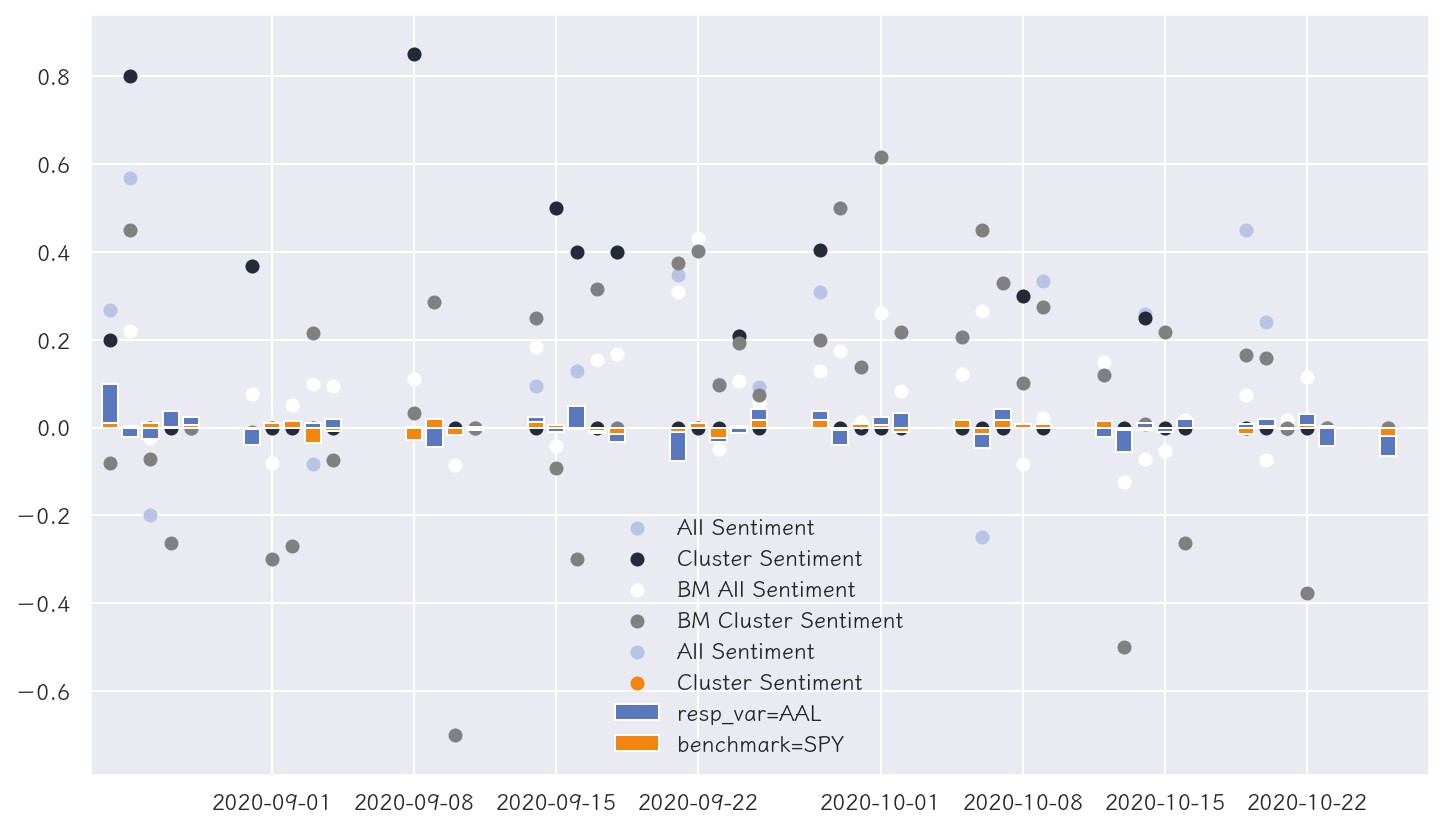 0.8
0.6
0.4
0.2
0.0
−0.2
−0.4
−0.6
All Sentiment
Cluster Sentiment
BM All Sentiment
BM Cluster Sentiment
All Sentiment
Cluster Sentiment
resp_var=AAL
benchmark=SPY
2020-09-01 2020-09-08 2020-09-15 2020-09-22 2020-10-01 2020-10-08 2020-10-15 2020-10-22